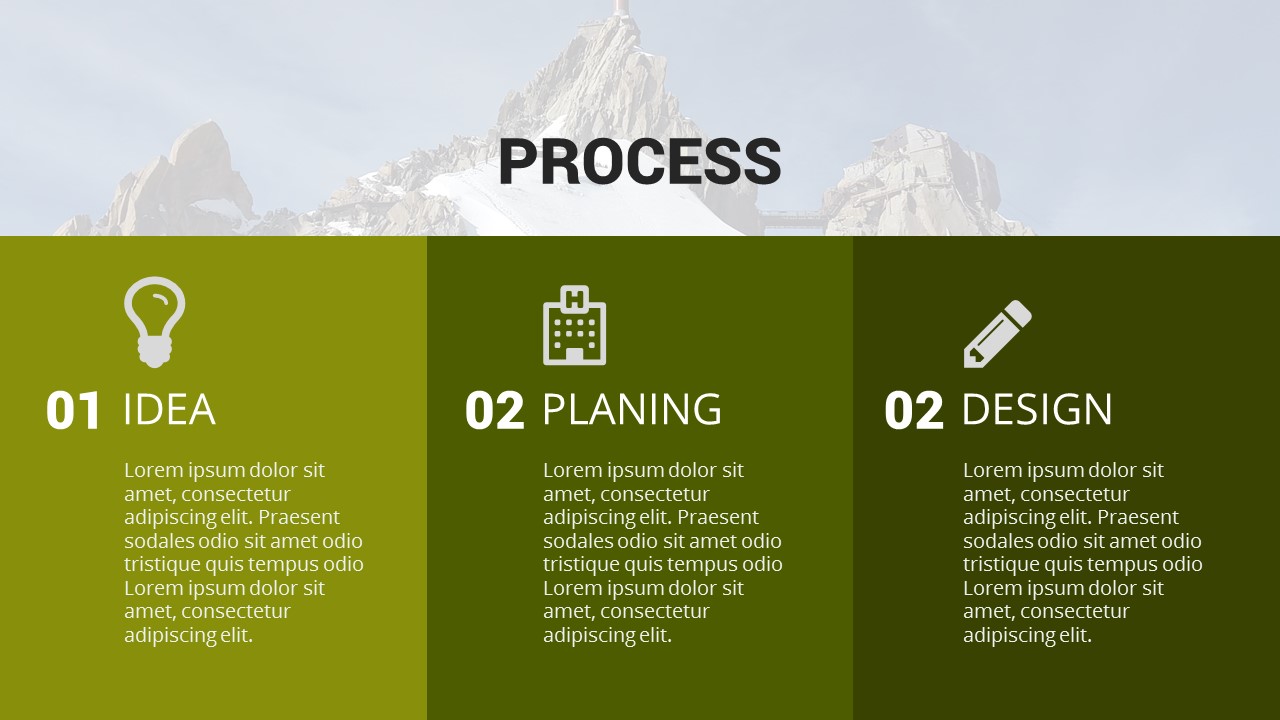 PROCESS
01 IDEA
Lorem ipsum dolor sit
amet, consectetur
adipiscing elit. Praesent
sodales odio sit amet odio
tristique quis tempus odio
Lorem ipsum dolor sit
amet, consectetur
adipiscing elit.
H
02 PLANING
Lorem ipsum dolor sit
amet, consectetur
adipiscing elit. Praesent
sodales odio sit amet odio
tristique quis tempus odio
Lorem ipsum dolor sit
amet, consectetur
adipiscing elit.
02 DESIGN
Lorem ipsum dolor sit
amet, consectetur
adipiscing elit. Praesent
sodales odio sit amet odio
tristique quis tempus odio
Lorem ipsum dolor sit
amet, consectetur
adipiscing elit.